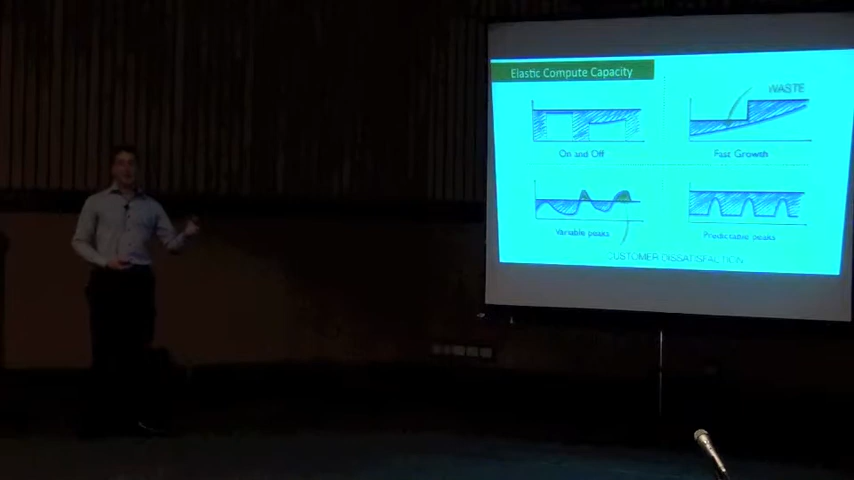 Elastic Compute Capacity
WASTE
On and Off
Fast Growth
Variable peaks
Predictable peaks
CUSTOMER DISSATISFACTION